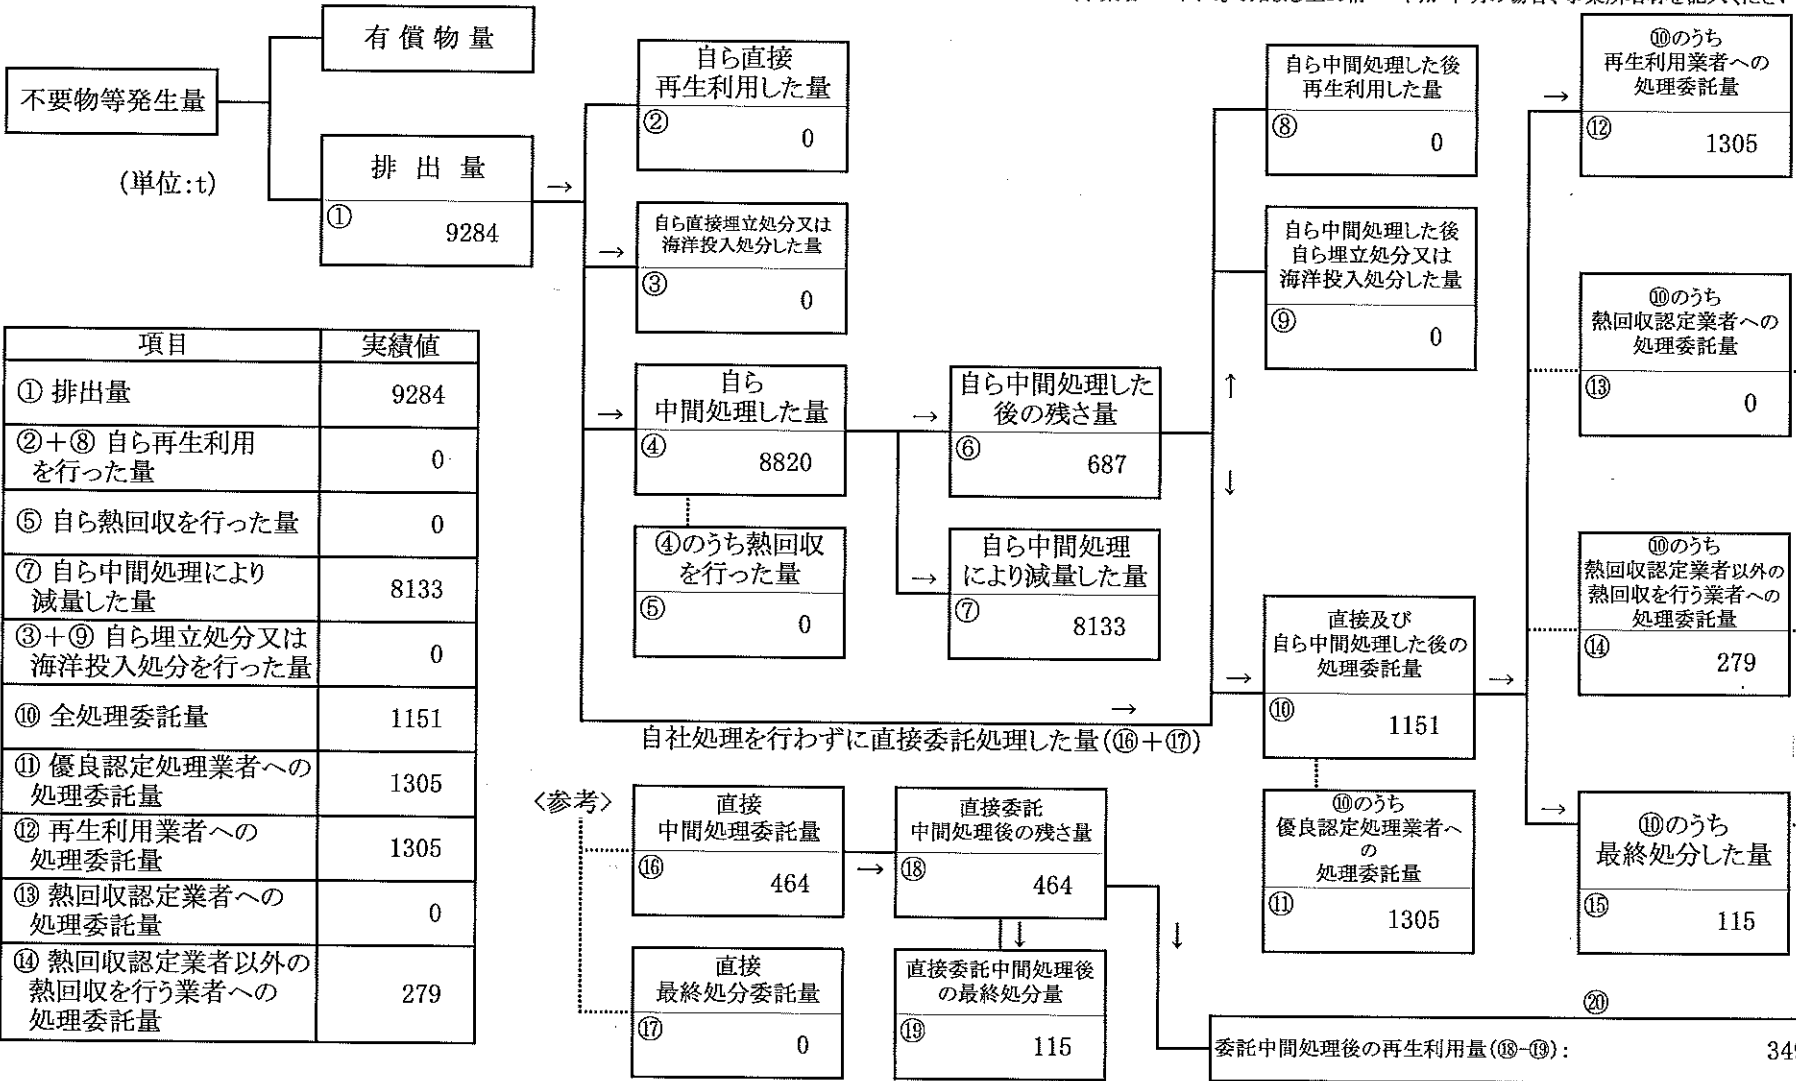 不要物等発生量
(単位:t)
有償物量
排出量
①
9284
→
自ら直接
再生利用した量
②
0
→
自ら直接埋立処分又は
海洋投入処分した量
③
0
→
自ら
中間処理した量
④
8820
④のうち熱回収
を行った量
⑤
0
→
自ら中間処理した
後の残さ量
⑥
687
→
自ら中間処理
により減量した量
⑦
8133
↑
↓
自ら中間処理した後
再生利用した量
⑧
0
自ら中間処理した後
自ら埋立処分又は
海洋投入処分した量
⑨
0
→
自社処理を行わずに直接委託処理した量(⑯+⑰)
→
直接及び
自ら中間処理した後の
処理委託量
⑩
1151
⑩のうち
優良認定処理業者へ
の
処理委託量
⑪
1305
→
→
⑩のうち
再生利用業者への
処理委託量
⑫
1305
⑩のうち
熱回収認定業者への
処理委託量
⑬
0
⑩のうち
熱回収認定業者以外の
熱回収を行う業者への
処理委託量
⑭
279
→
⑩のうち
最終処分した量
⑮
115
項目 実績値
① 排出量 9284
②+⑧ 自ら再生利用
を行った量 0
⑤ 自ら熱回収を行った量 0
⑦ 自ら中間処理により
減量した量 8133
③+⑨ 自ら埋立処分又は
海洋投入処分を行った量 0
⑩ 全処理委託量 1151
⑪ 優良認定処理業者への
処理委託量 1305
⑫ 再生利用業者への
処理委託量 1305
⑬ 熱回収認定業者への
処理委託量 0
⑭ 熱回収認定業者以外の
熱回収を行う業者への
処理委託量 279
〈参考〉
直接
中間処理委託量
⑯
464
→
直接委託
中間処理後の残さ量
⑱
464
↓
↓
直接
最終処分委託量
⑰
0
直接委託中間処理後
の最終処分量
⑲
115
⑳
委託中間処理後の再生利用量(⑱-⑲): 349